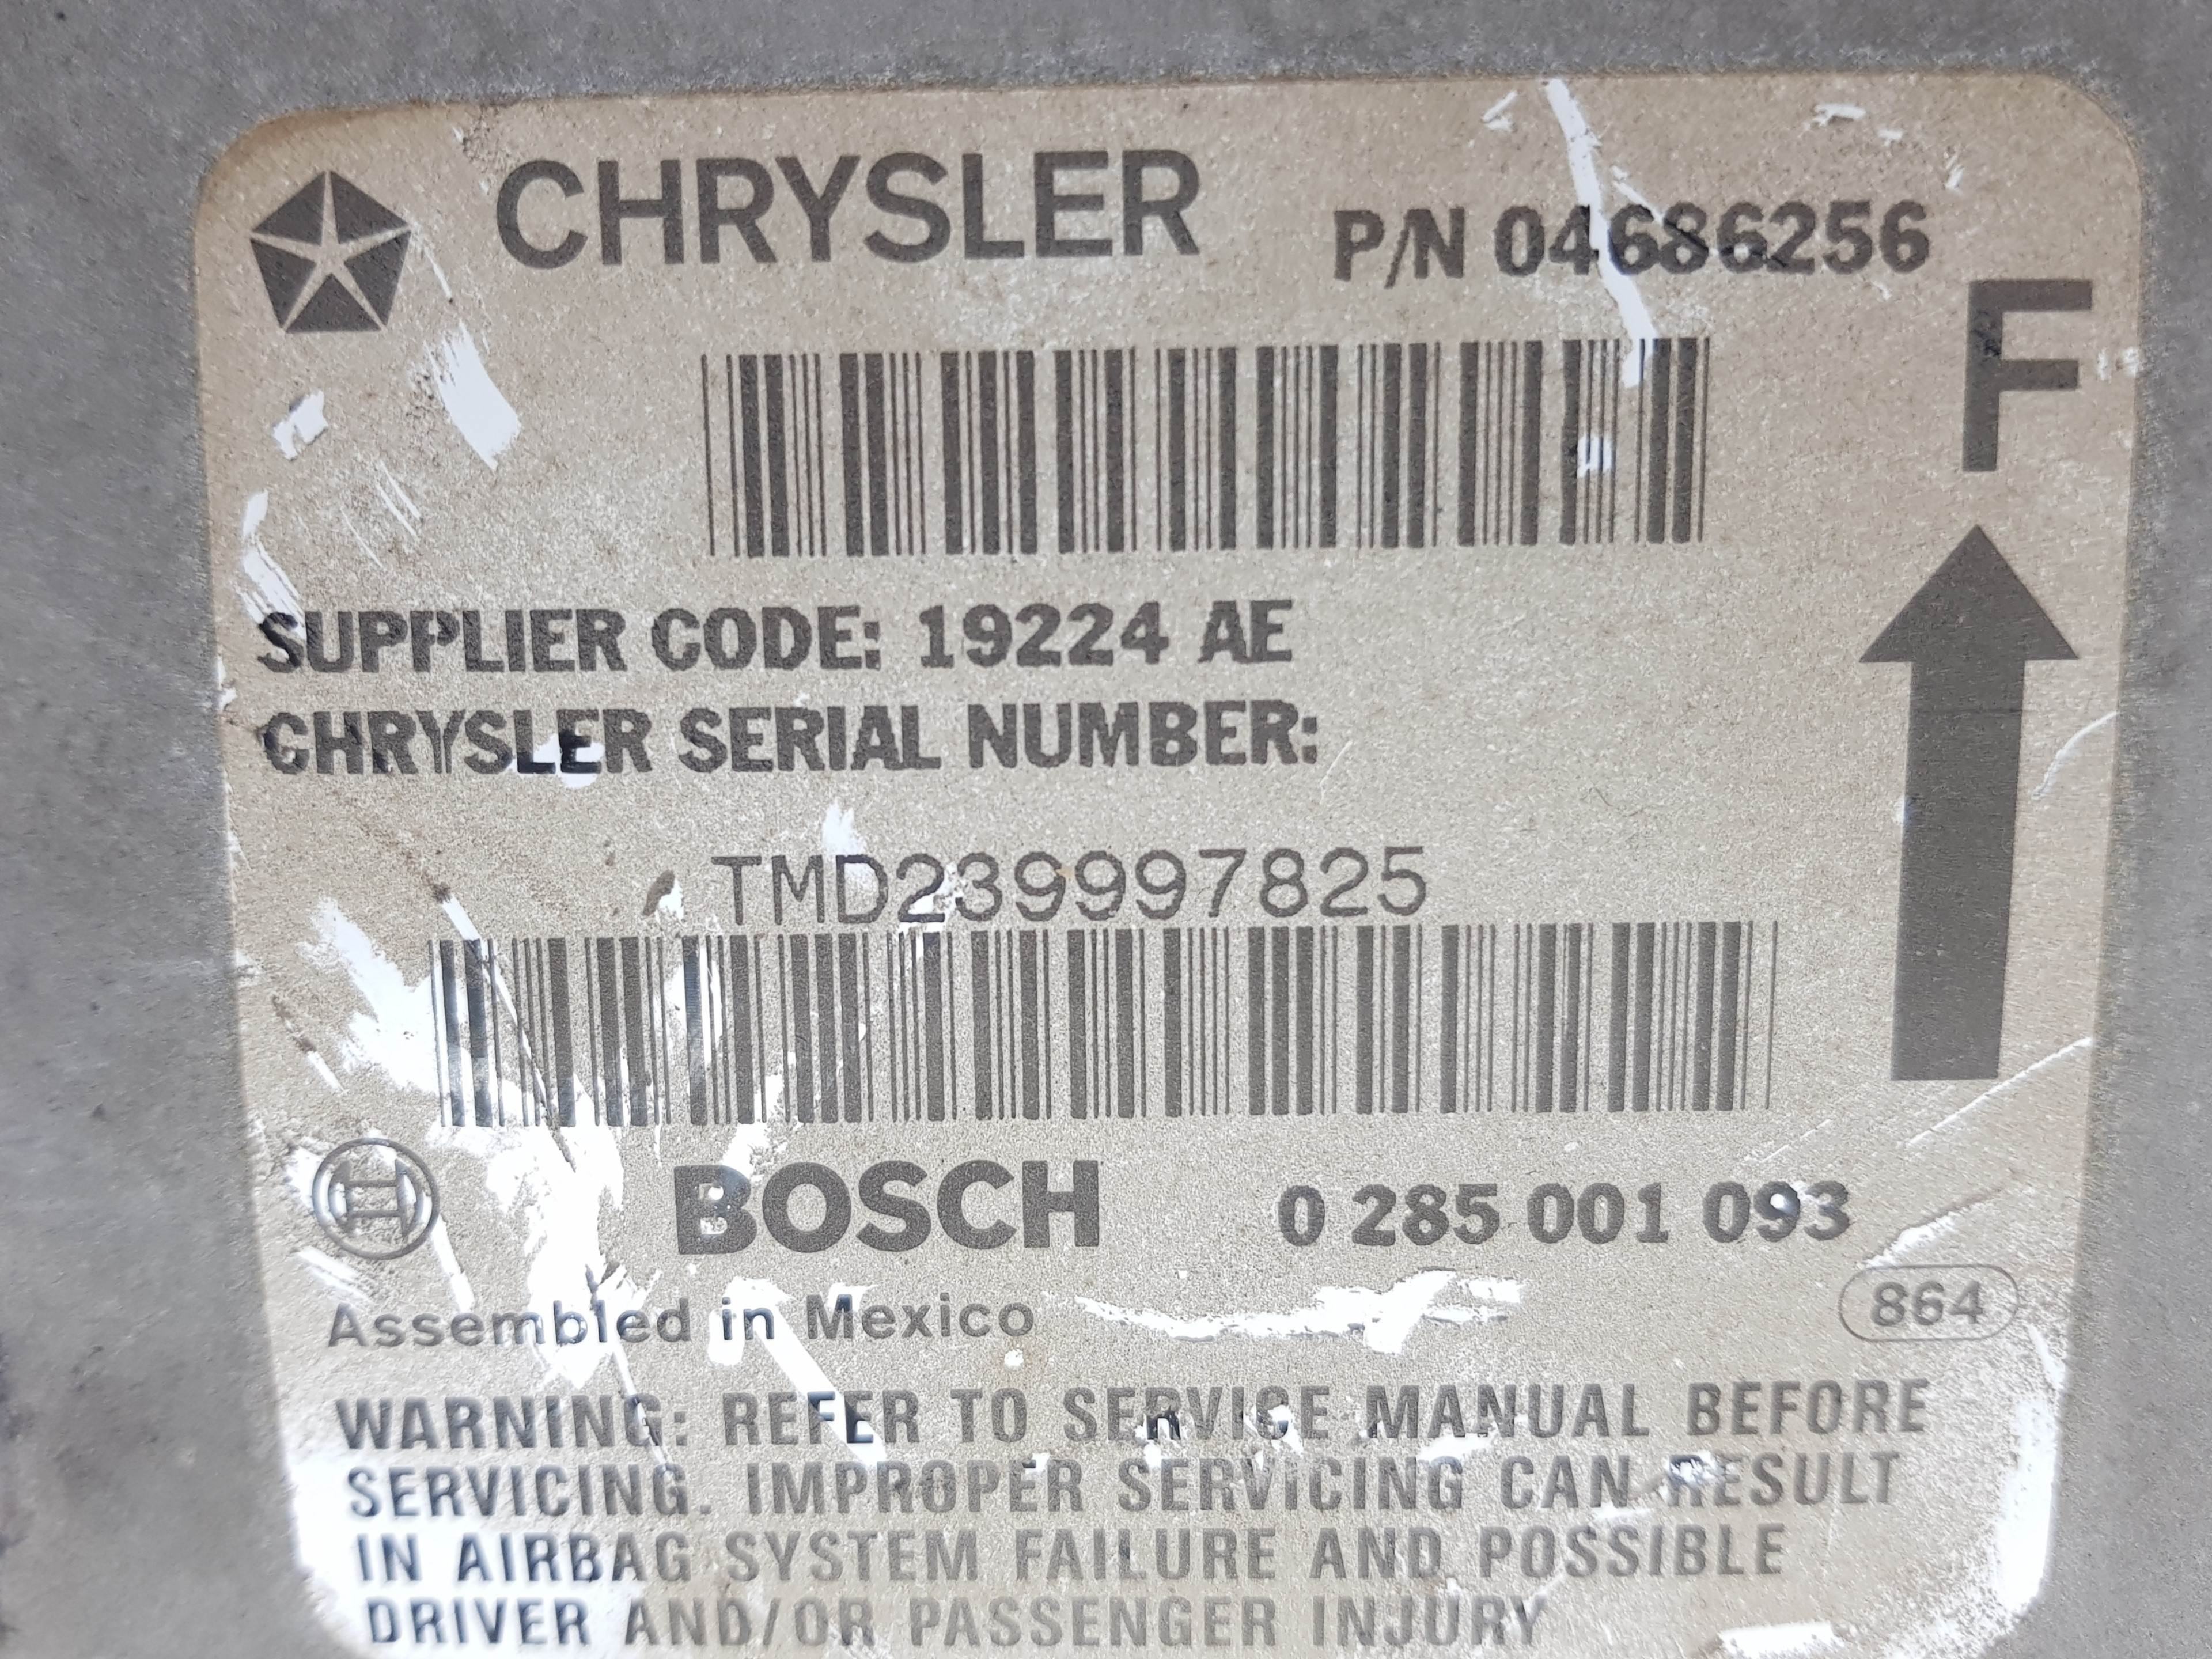 CHRYSLER P/N 04686256
F
SUPPLIER CODE: 19224 AE
CHRYSLER SERIAL NUMBER:
TMD239997825
BOSCH 0 285 001 093
Assembled in Mexico 864
WARNING: REFER TO SERVICE MANUAL BEFORE
SERVICING. IMPROPER SERVICING CAN RESULT
IN AIRBAG SYSTEM FAILURE AND POSSIBLE
DRIVER AND/OR PASSENGER INJURY